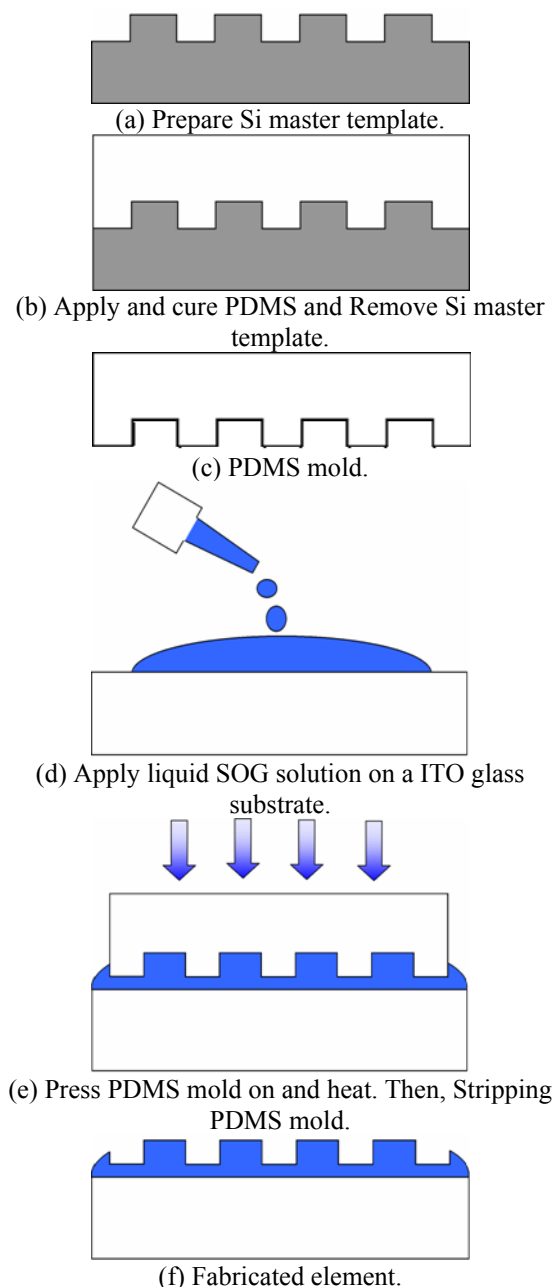 (a) Prepare Si master template.
(b) Apply and cure PDMS and Remove Si master
template.
(c) PDMS mold.
(d) Apply liquid SOG solution on a ITO glass
substrate.
(e) Press PDMS mold on and heat. Then, Stripping
PDMS mold.
(f) Fabricated element.